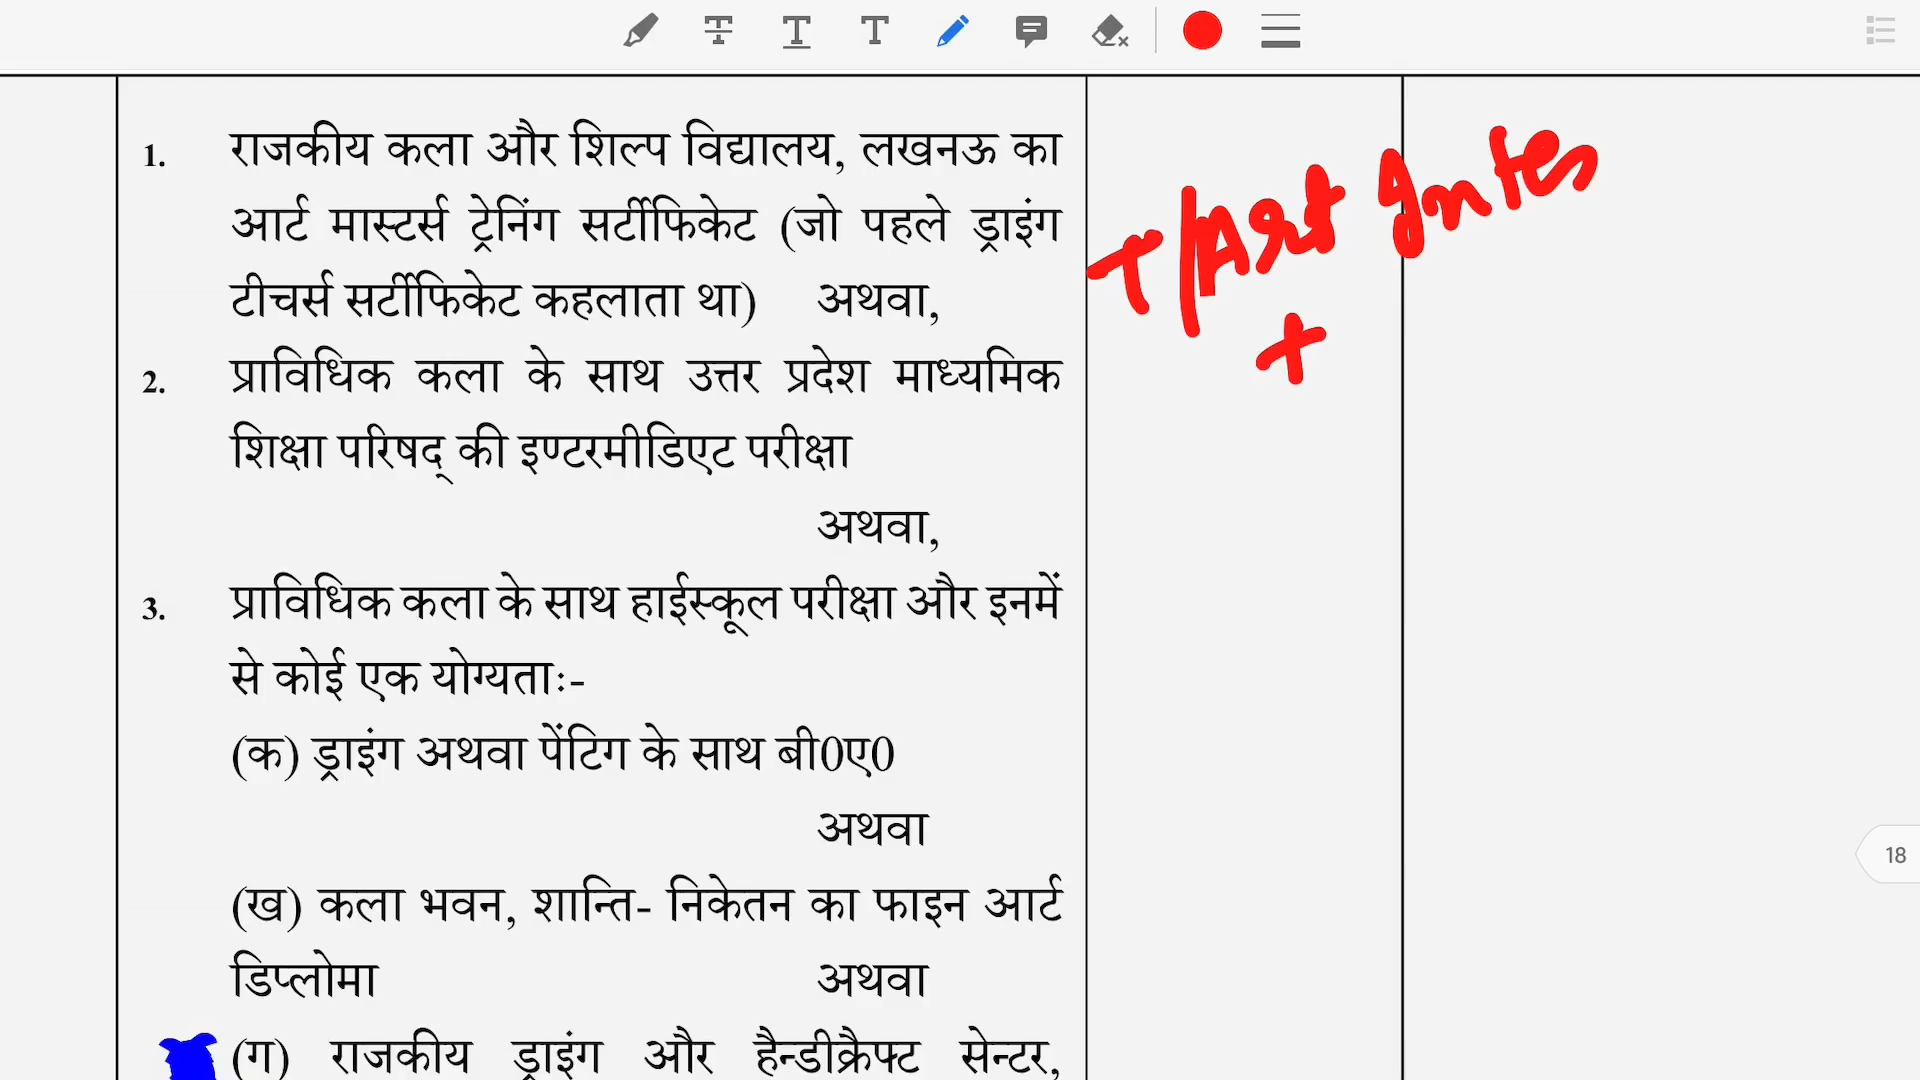 1. राजकीय कला और शिल्प विद्यालय, लखनऊ का
आर्ट मास्टर्स ट्रेनिंग सर्टीफिकेट (जो पहले ड्राइंग
टीचर्स सर्टीफिकेट कहलाता था) अथवा,
2. प्राविधिक कला के साथ उत्तर प्रदेश माध्यमिक
शिक्षा परिषद् की इण्टरमीडिएट परीक्षा
अथवा,
3. प्राविधिक कला के साथ हाईस्कूल परीक्षा और इनमें
से कोई एक योग्यताः-
(क) ड्राइंग अथवा पेंटिग के साथ बी0ए0
अथवा
(ख) कला भवन, शान्ति- निकेतन का फाइन आर्ट
डिप्लोमा अथवा
(ग) राजकीय ड्राइंग और हैन्डीक्रैफ्ट सेन्टर,
T/Art Inter
+
18